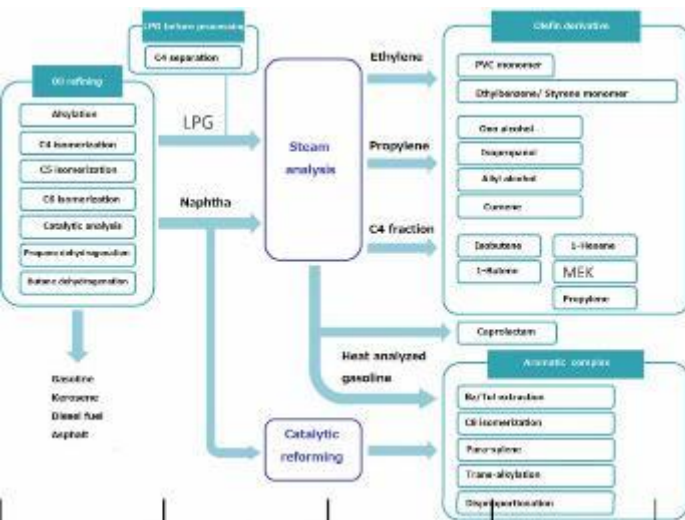 LPG before processing
C4 separation
Oil refining
Alkylation
C4 isomerization
C5 isomerization
C6 isomerization
Catalytic analysis
Propane dehydrogenation
Butane dehydrogenation
Gasoline
Kerosene
Diesel fuel
Asphalt
LPG
Naphtha
Steam
analysis
Catalytic
reforming
Ethylene
Propylene
C4 fraction
Heat analyzed
gasoline
Olefin derivative
PVC monomer
Ethylbenzene/ Styrene monomer
Oxo alcohol
Isopropanol
Allyl alcohol
Cumene
Isobutene
1-Hexene
1-Butene
MEK
Propylene
Caprolactam
Aromatic complex
Bz/Tol extraction
C8 isomerization
Para-xylene
Trans-alkylation
Disproportionation